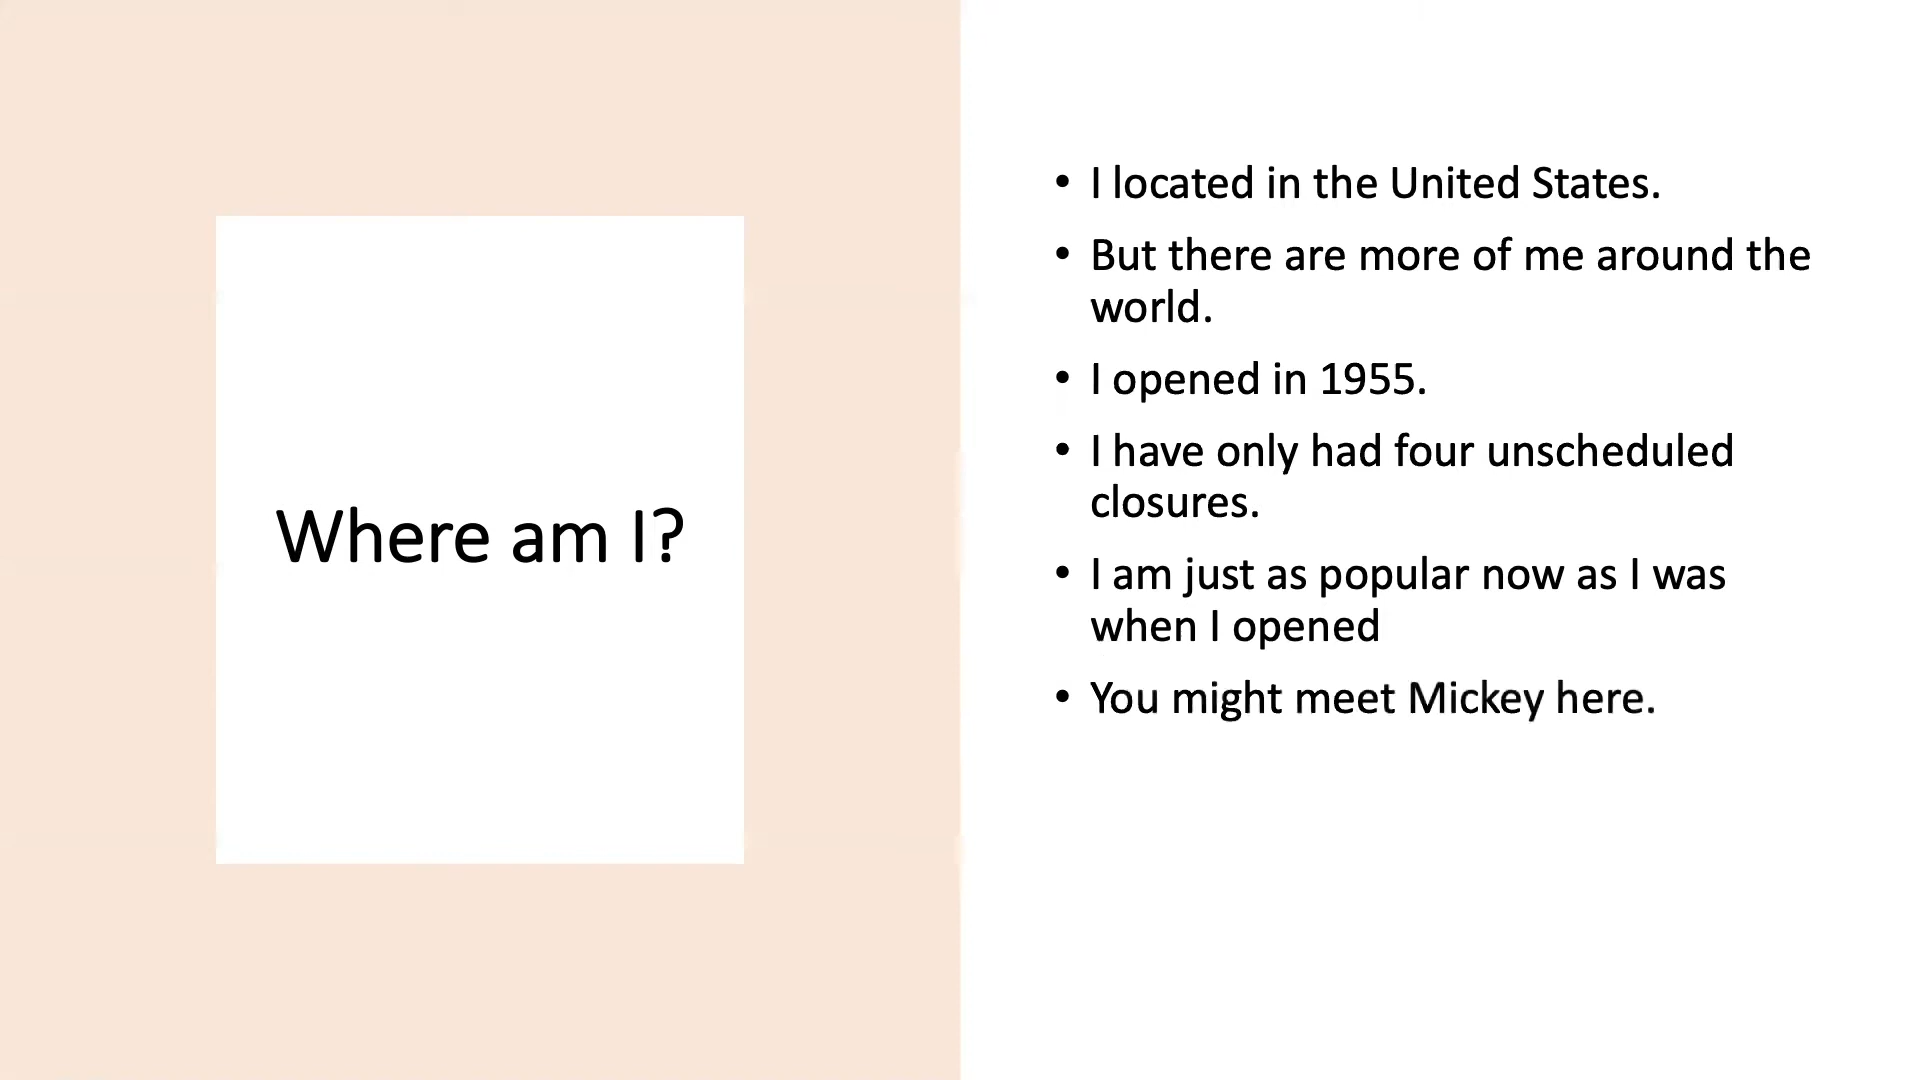 Where am I?
• I located in the United States.
• But there are more of me around the
world.
• I opened in 1955.
• I have only had four unscheduled
closures.
• I am just as popular now as I was
when I opened
• You might meet Mickey here.